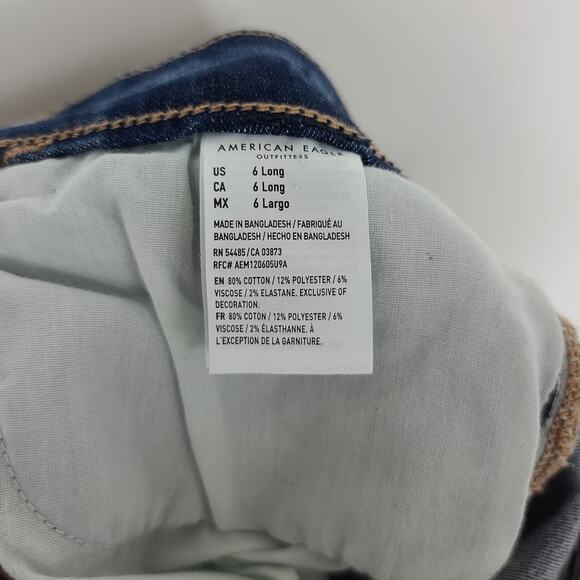 AMERICAN EAGLE
OUTFITTERS
US 6 Long
CA 6 Long
MX 6 Largo
MADE IN BANGLADESH / FABRIQUÉ AU
BANGLADESH / HECHO EN BANGLADESH
RN 54485/CA 03873
RFC# AEM120605U9A
EN 80% COTTON / 12% POLYESTER / 6%
VISCOSE / 2% ELASTANE. EXCLUSIVE OF
DECORATION.
FR 80% COTON / 12% POLYESTER / 6%
VISCOSE / 2% ÉLASTHANNE. À
L'EXCEPTION DE LA GARNITURE.